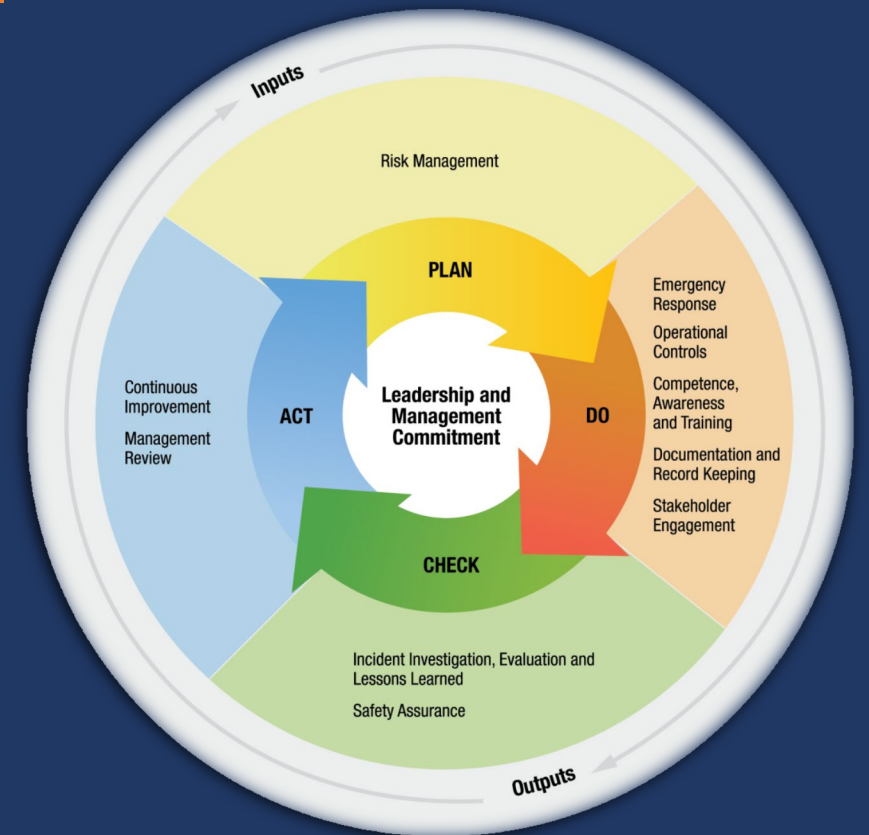 Inputs
Risk Management
PLAN
Emergency
Response
Operational
Controls
Competence,
Awareness
and Training
Documentation and
Record Keeping
Stakeholder
Engagement
DO
Leadership and
Management
Commitment
ACT
Continuous
Improvement
Management
Review
CHECK
Incident Investigation, Evaluation and
Lessons Learned
Safety Assurance
Outputs